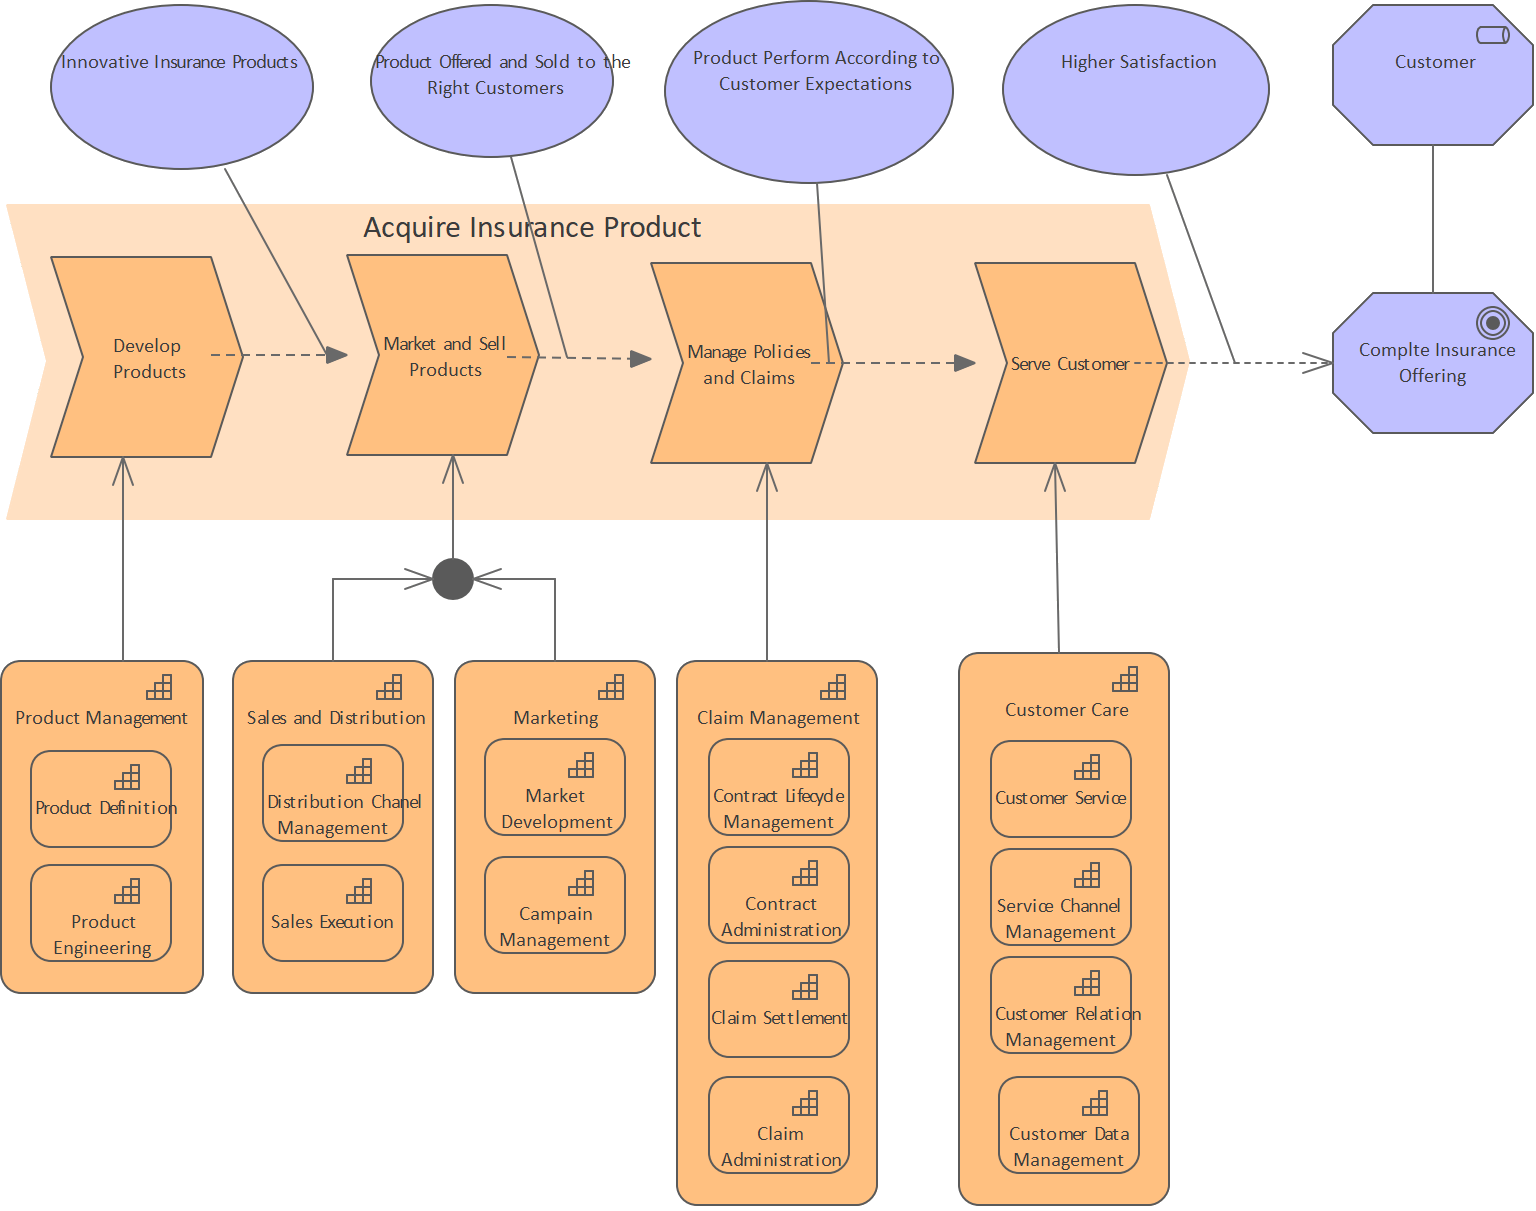 Innovative Insurance Products
Product Offered and Sold to the
Right Customers
Product Perform According to
Customer Expectations
Higher Satisfaction
Customer
Acquire Insurance Product
Develop
Products
Market and Sell
Products
Manage Policies
and Claims
Serve Customer
Complte Insurance
Offering
Product Management
Product Definition
Product
Engineering
Sales and Distribution
Distribution Chanel
Management
Sales Execution
Marketing
Market
Development
Campain
Management
Claim Management
Contract Lifecycle
Management
Contract
Administration
Claim Settlement
Claim
Administration
Customer Care
Customer Service
Service Channel
Management
Customer Relation
Management
Customer Data
Management